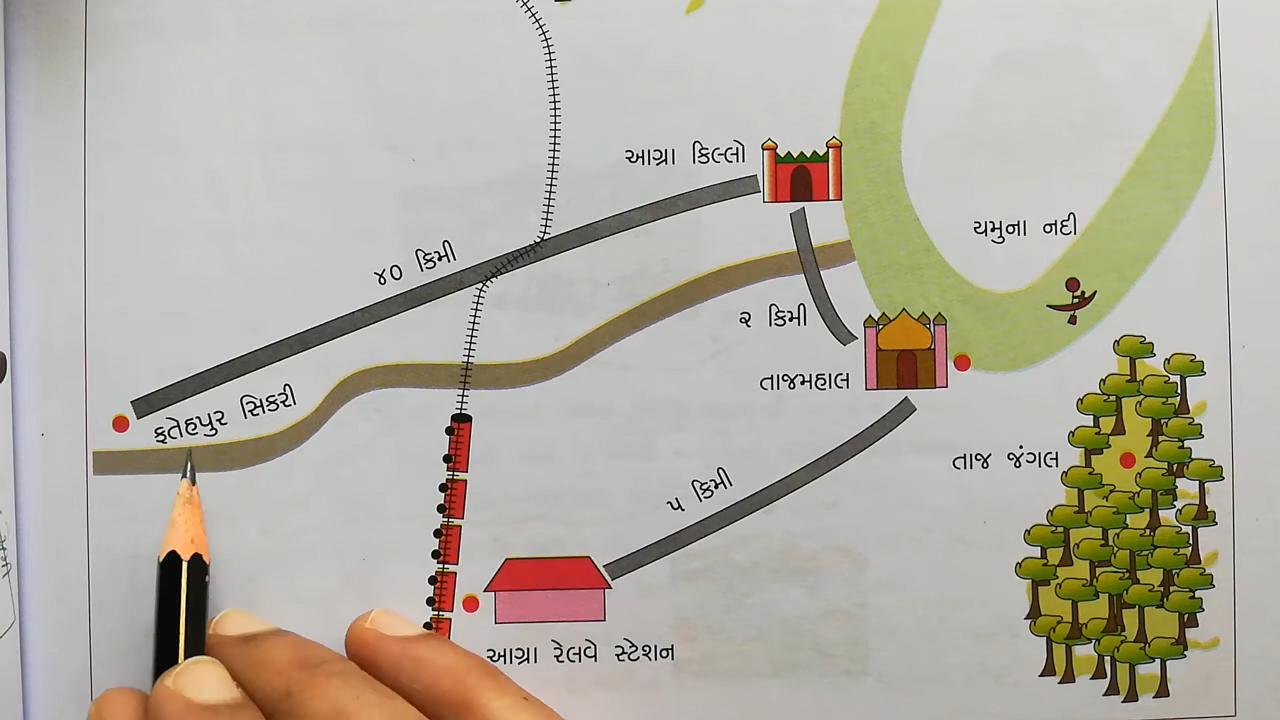 આગ્રા કિલ્લો
યમુના નદી
૪૦ કિમી
૨ કિમી
તાજમહાલ
ફતેહપુર સિકરી
તાજ જંગલ
૫ કિમી
આગ્રા રેલવે સ્ટેશન